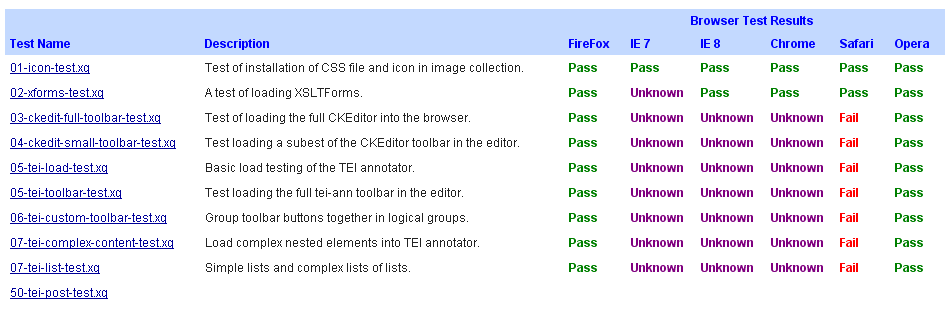 Browser Test Results
Test Name Description FireFox IE 7 IE 8 Chrome Safari Opera
01-icon-test.xq Test of installation of CSS file and icon in image collection. Pass Pass Pass Pass Pass Pass
02-xforms-test.xq A test of loading XSLTForms. Pass Unknown Pass Pass Pass Pass
03-ckedit-full-toolbar-test.xq Test of loading the full CKEditor into the browser. Pass Unknown Unknown Unknown Fail Pass
04-ckedit-small-toolbar-test.xq Test loading a subest of the CKEditor toolbar in the editor. Pass Unknown Unknown Unknown Fail Pass
05-tei-load-test.xq Basic load testing of the TEI annotator. Pass Unknown Unknown Unknown Fail Pass
05-tei-toolbar-test.xq Test loading the full tei-ann toolbar in the editor. Pass Unknown Unknown Unknown Fail Pass
06-tei-custom-toolbar-test.xq Group toolbar buttons together in logical groups. Pass Unknown Unknown Unknown Fail Pass
07-tei-complex-content-test.xq Load complex nested elements into TEI annotator. Pass Unknown Unknown Unknown Fail Pass
07-tei-list-test.xq Simple lists and complex lists of lists. Pass Unknown Unknown Unknown Fail Pass
50-tei-post-test.xq